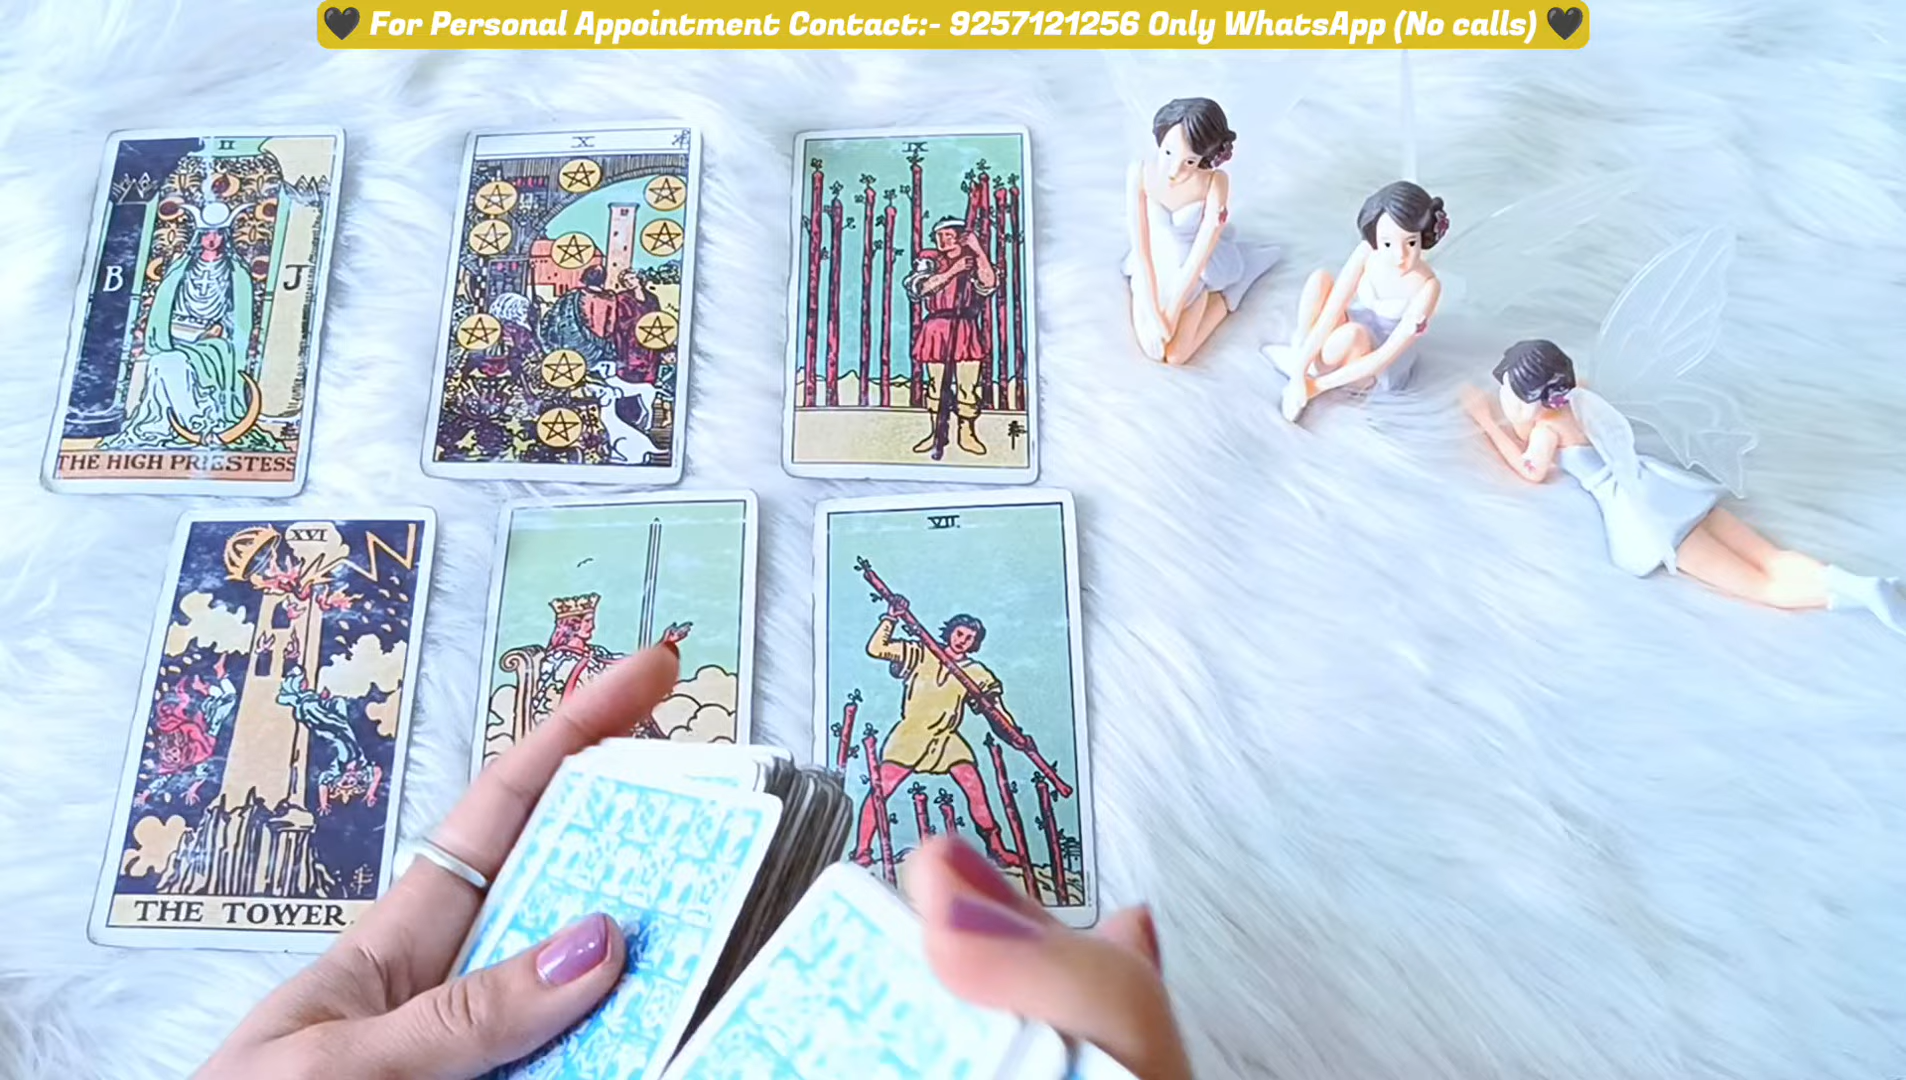 🖤 For Personal Appointment Contact:- 9257121256 Only WhatsApp (No calls) 🖤
II
B J
THE HIGH PRIESTESS
X
IX
XVI
THE TOWER.
VII.